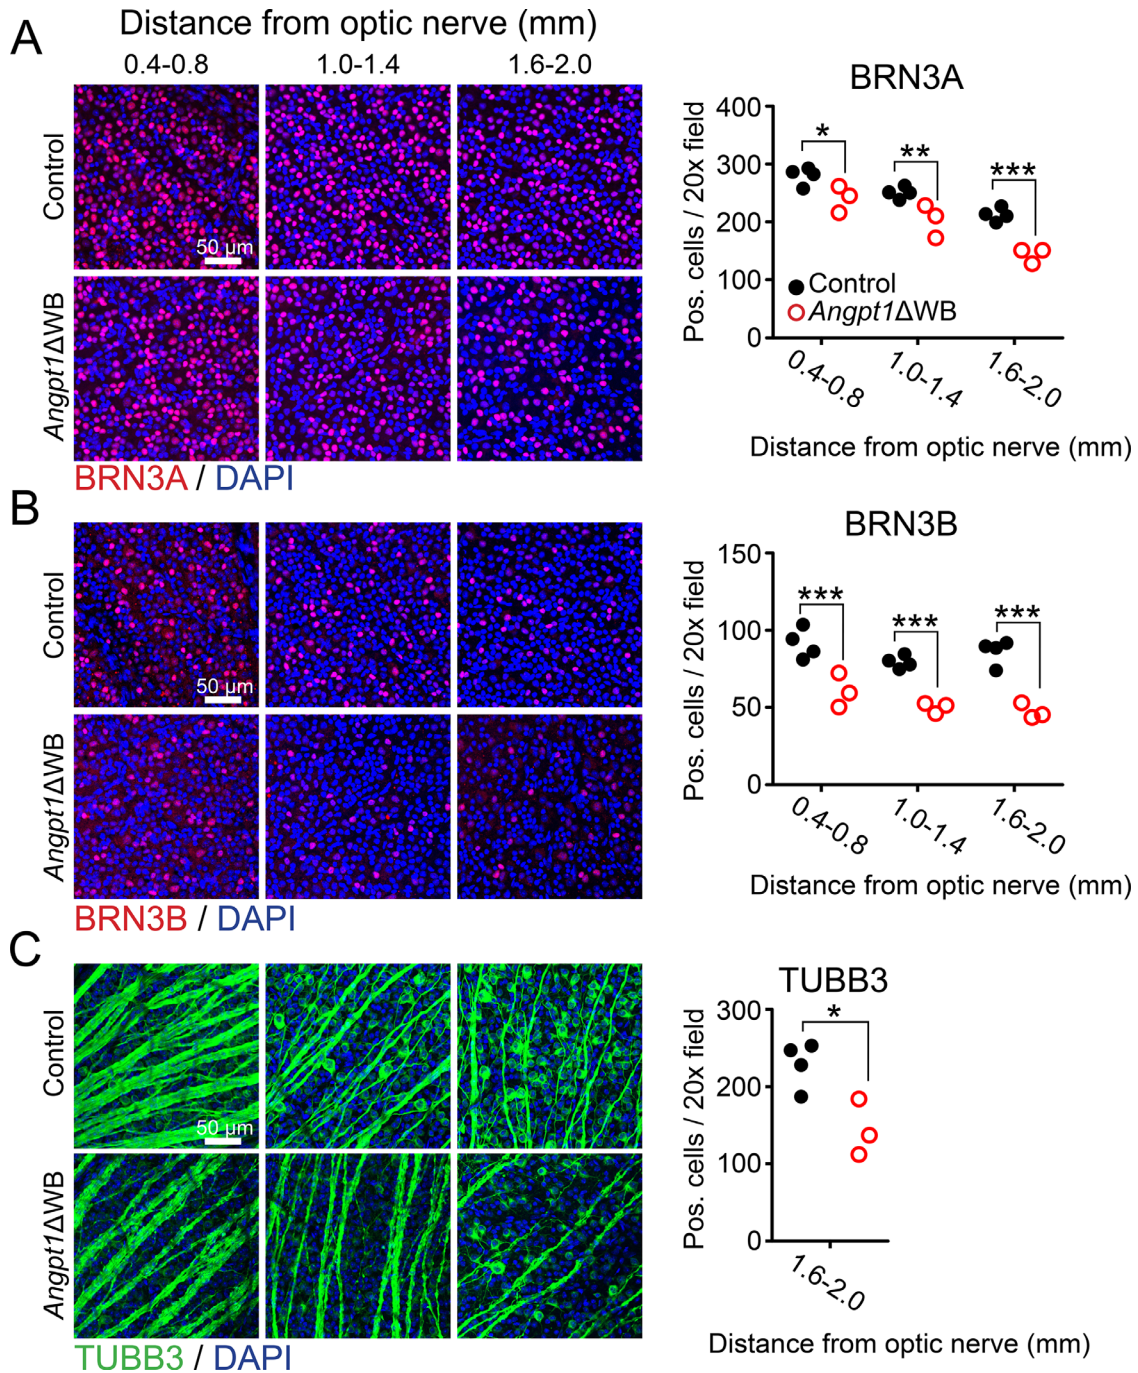 A
Distance from optic nerve (mm)
0.4-0.8
1.0-1.4
1.6-2.0
Control
50 µm
Angpt1ΔWB
BRN3A / DAPI
BRN3A
Pos. cells / 20x field
400
300
200
100
0
*
**
***
Control
Angpt1ΔWB
0.4-0.8
1.0-1.4
1.6-2.0
Distance from optic nerve (mm)
B
Control
50 µm
Angpt1ΔWB
BRN3B / DAPI
BRN3B
Pos. cells / 20x field
150
100
50
0
***
***
***
0.4-0.8
1.0-1.4
1.6-2.0
Distance from optic nerve (mm)
C
Control
50 µm
Angpt1ΔWB
TUBB3 / DAPI
TUBB3
Pos. cells / 20x field
300
200
100
0
*
1.6-2.0
Distance from optic nerve (mm)